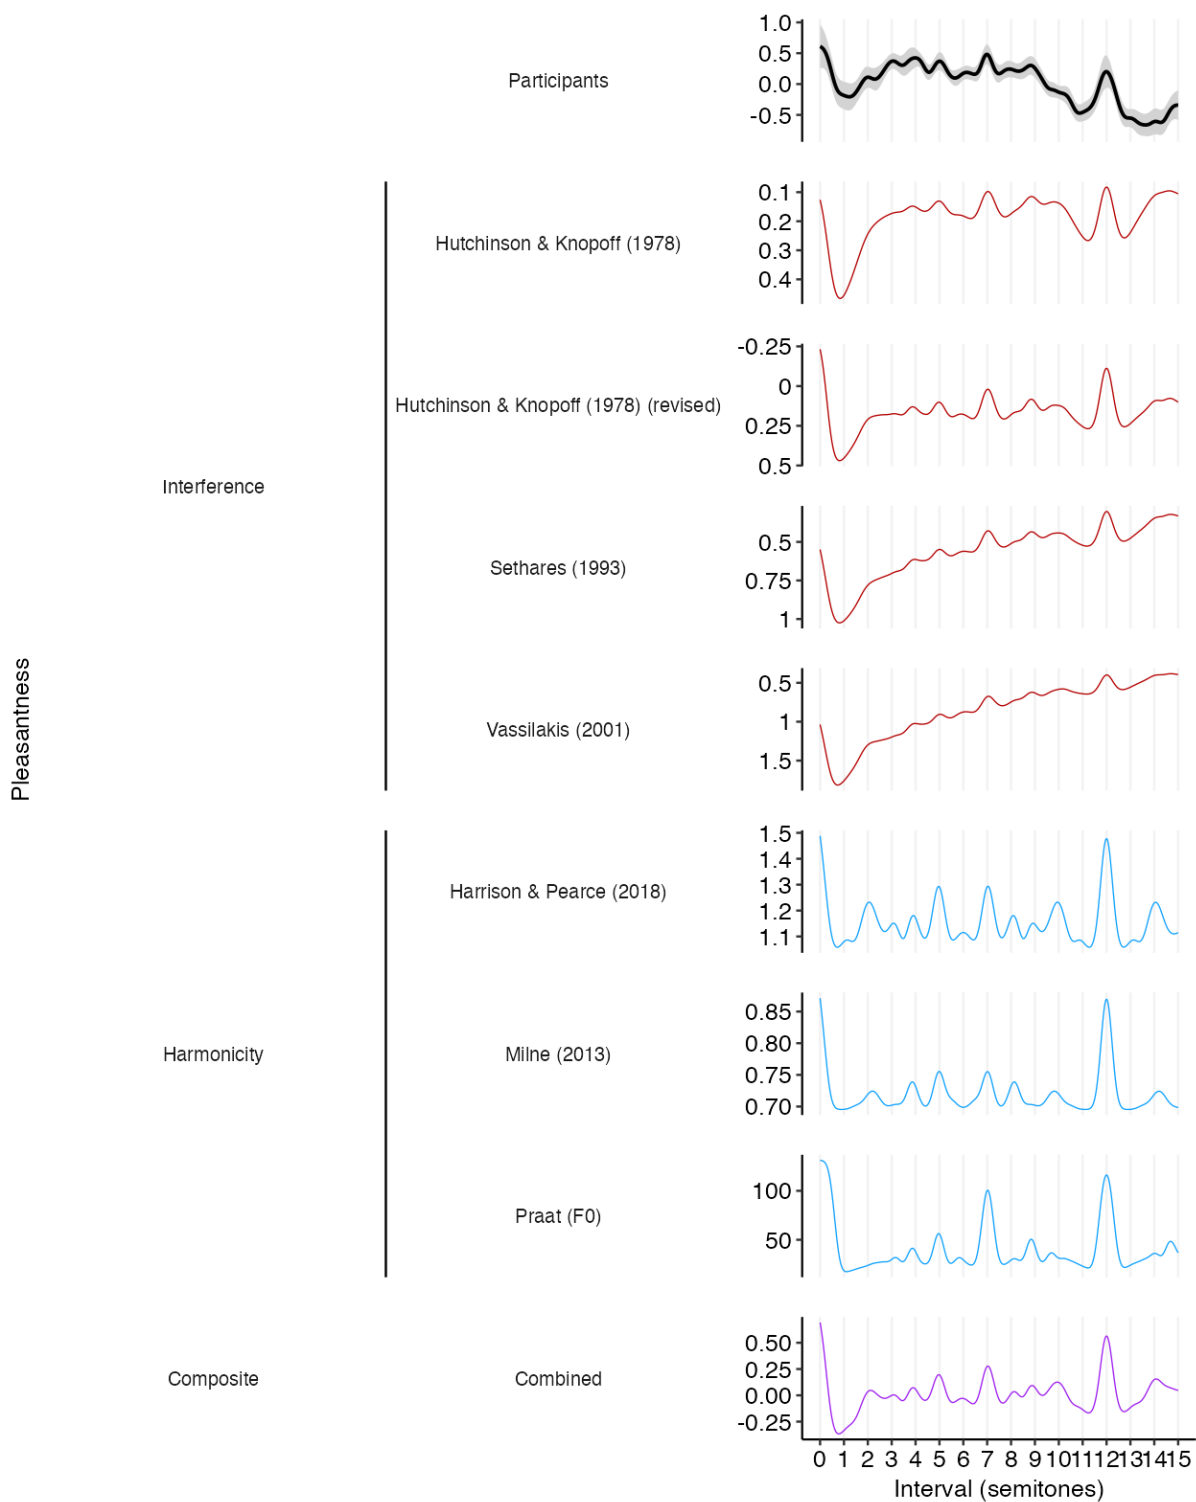 Pleasantness
Participants
1.0
0.5
0.0
-0.5
Interference
Hutchinson & Knopoff (1978)
0.1
0.2
0.3
0.4
Hutchinson & Knopoff (1978) (revised)
-0.25
0
0.25
0.5
Sethares (1993)
0.5
0.75
1
Vassilakis (2001)
0.5
1
1.5
Harmonicity
Harrison & Pearce (2018)
1.5
1.4
1.3
1.2
1.1
Milne (2013)
0.85
0.80
0.75
0.70
Praat (F0)
100
50
Composite
Combined
0.50
0.25
0.00
-0.25
0 1 2 3 4 5 6 7 8 9 10 11 12 13 14 15
Interval (semitones)